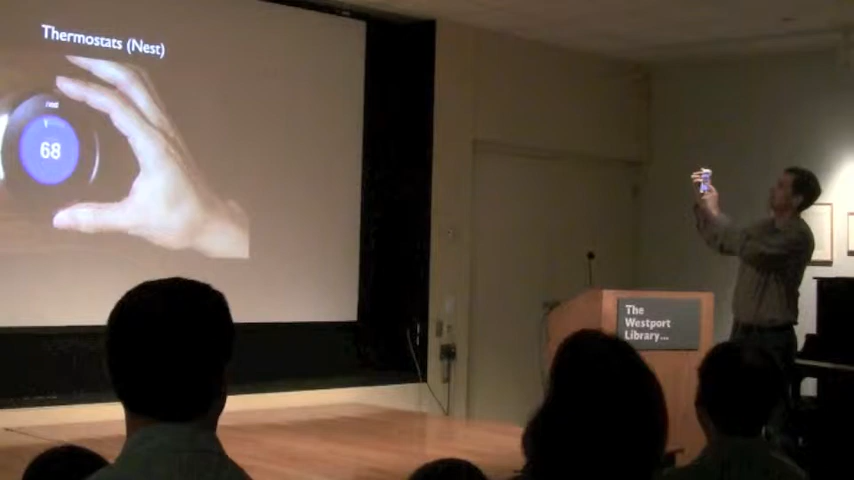 Thermostats (Nest)
nest
68
The
Westport
Library...